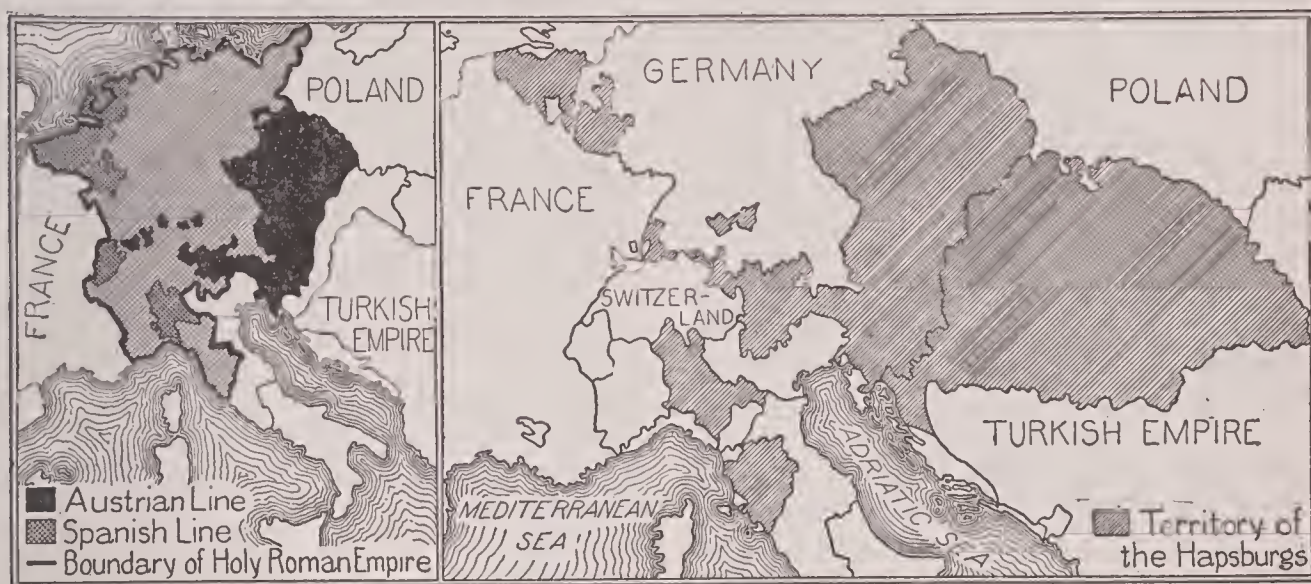 POLAND
FRANCE
TURKISH
EMPIRE
Austrian Line
Spanish Line
Boundary of Holy Roman Empire
GERMANY
POLAND
FRANCE
SWITZER-
LAND
TURKISH EMPIRE
ADRIATIC SEA
MEDITERRANEAN
SEA
Territory of
the Hapsburgs